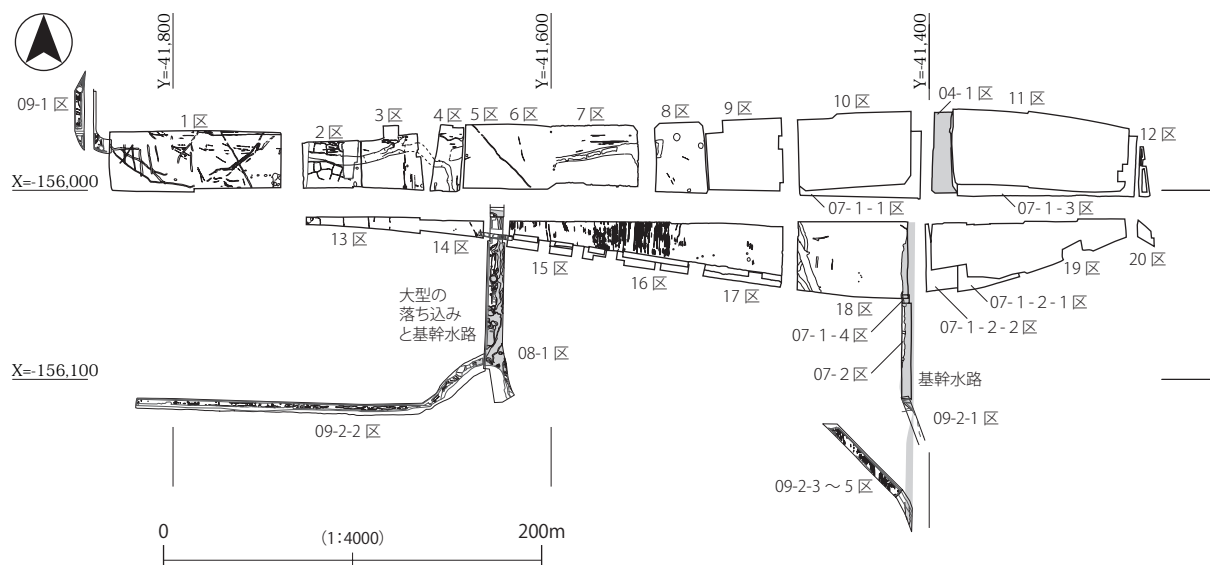 Y=-41,800
Y=-41,600
Y=-41,400
09-1 区
1 区
2 区
3 区
4 区
5 区
6 区
7 区
8 区
9 区
10 区
04- 1 区
11 区
12 区
X=-156,000
07- 1 - 1 区
07- 1 - 3 区
13 区
14 区
15 区
16 区
17 区
18 区
19 区
20 区
07- 1 - 2 - 1 区
07- 1 - 2 - 2 区
07- 1 - 4 区
07- 2 区
大型の
落ち込み
と基幹水路
08-1 区
X=-156,100
基幹水路
09-2-1 区
09-2-2 区
09-2-3 ～ 5 区
0
(1:4000)
200m